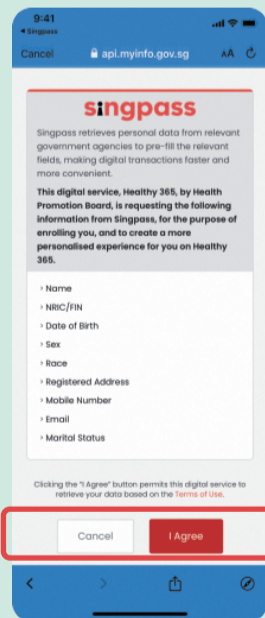 9:41
Singpass
Cancel
api.myinfo.gov.sg
AA
singpass
Singpass retrieves personal data from relevant
government agencies to pre-fill the relevant
fields, making digital transactions faster and
more convenient.
This digital service, Healthy 365, by Health
Promotion Board, is requesting the following
information from Singpass, for the purpose of
enrolling you, and to create a more
personalised experience for you on Healthy
365.
Name
NRIC/FIN
Date of Birth
Sex
Race
Registered Address
Mobile Number
Email
Marital Status
Clicking the "I Agree" button permits this digital service to
retrieve your data based on the Terms of Use.
Cancel
I Agree